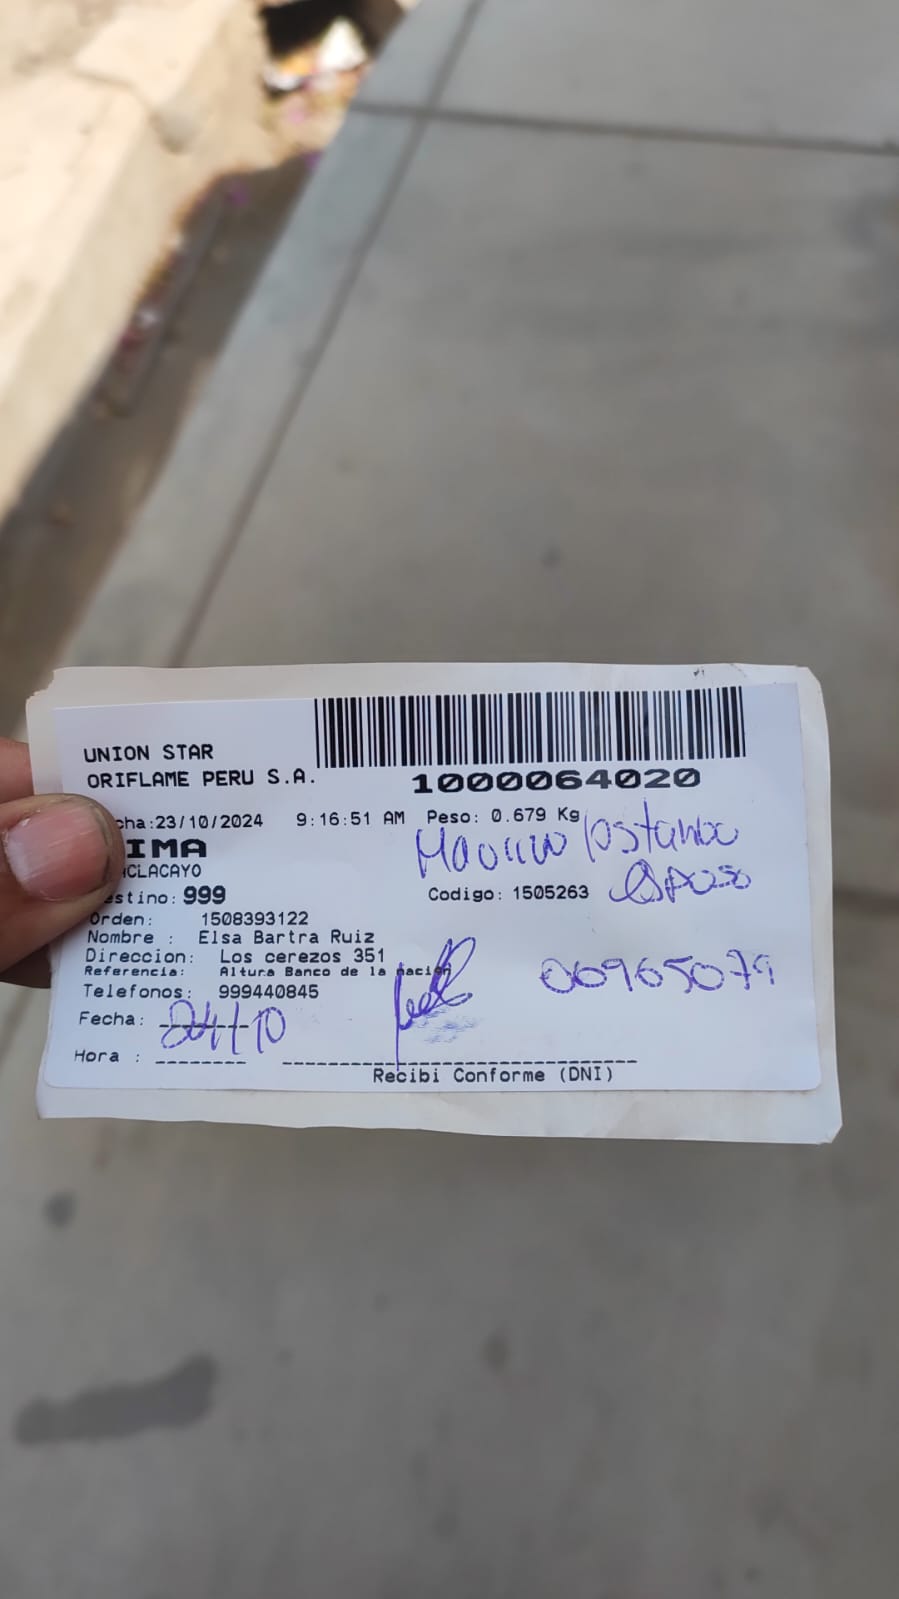 UNION STAR
ORIFLAME PERU S.A.
1000064020
cha:23/10/2024 9:16:51 AM Peso: 0.679 Kg
IMA
CLACAYO
estino: 999 Codigo: 1505263
Esposo
Orden: 1508393122
Nombre : Elsa Bartra Ruiz
Direccion: Los cerezos 351
Referencia: Altura Banco de la nación
Telefonos: 999440845
06965079
Fecha: 24/10
Hora :
Recibi Conforme (DNI)